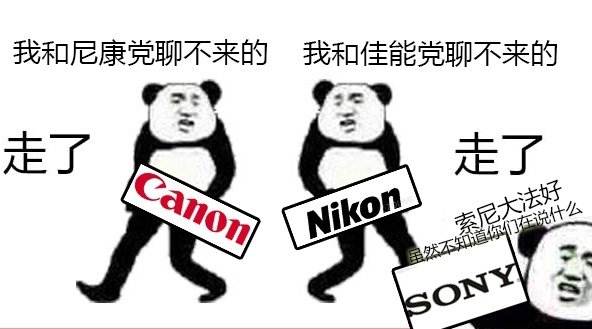 我和尼康党聊不来的
我和佳能党聊不来的
走了
走了
Canon
Nikon
索尼大法好
虽然不知道你们在说什么
SONY